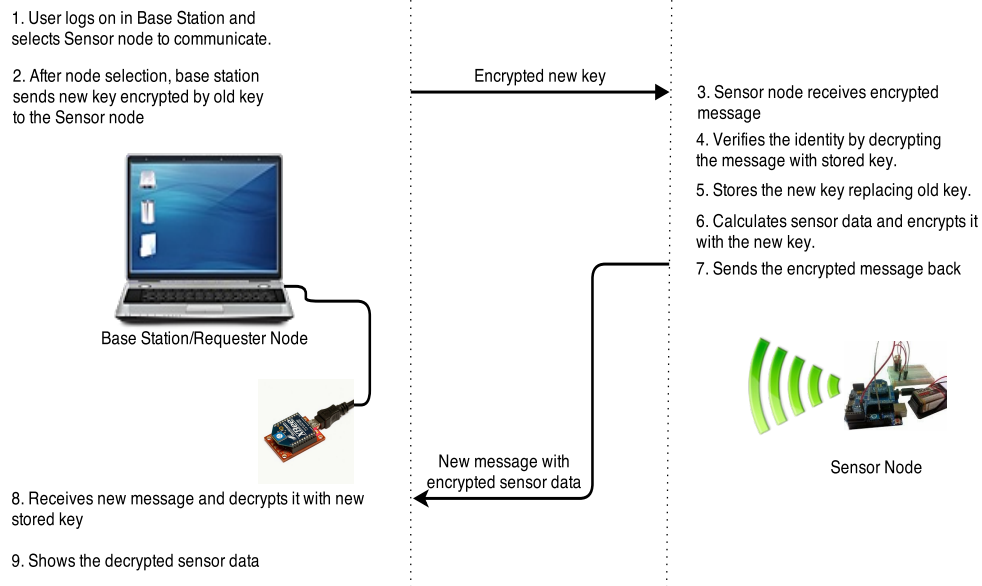 1. User logs on in Base Station and
selects Sensor node to communicate.
2. After node selection, base station
sends new key encrypted by old key
to the Sensor node
Encrypted new key
3. Sensor node receives encrypted
message
4. Verifies the identity by decrypting
the message with stored key.
5. Stores the new key replacing old key.
6. Calculates sensor data and encrypts it
with the new key.
7. Sends the encrypted message back
Base Station/Requester Node
XBee
Sensor Node
New message with
encrypted sensor data
8. Receives new message and decrypts it with new
stored key
9. Shows the decrypted sensor data